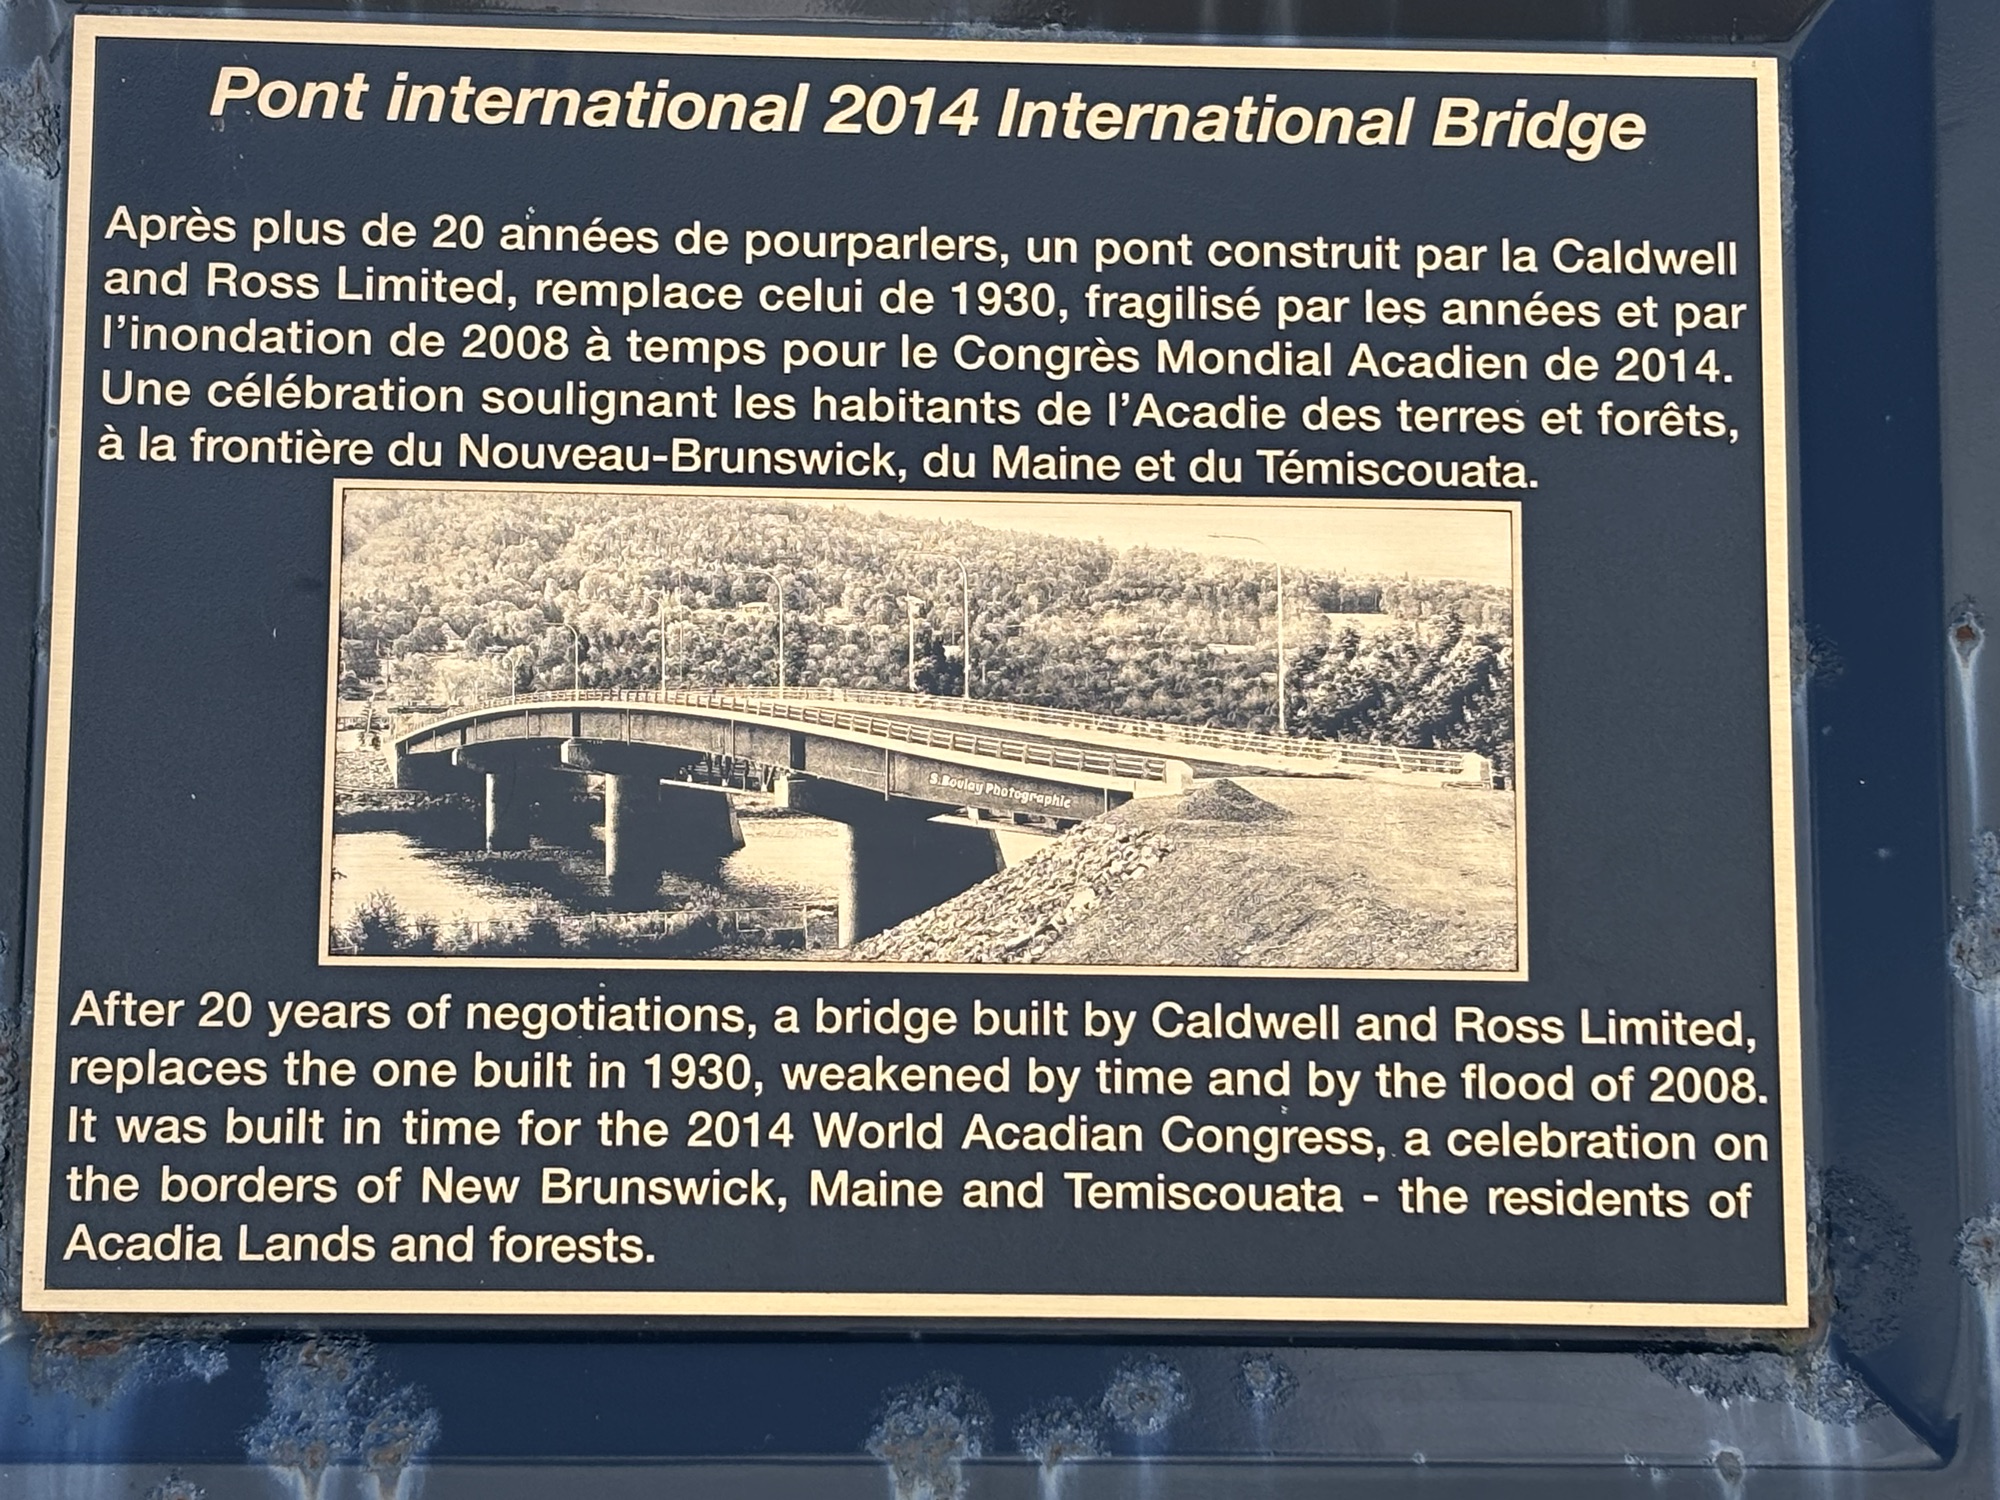 Pont international 2014 International Bridge
Après plus de 20 années de pourparlers, un pont construit par la Caldwell
and Ross Limited, remplace celui de 1930, fragilisé par les années et par
l'inondation de 2008 à temps pour le Congrès Mondial Acadien de 2014.
Une célébration soulignant les habitants de l'Acadie des terres et forêts,
à la frontière du Nouveau-Brunswick, du Maine et du Témiscouata.
S.Boulay Photographie
After 20 years of negotiations, a bridge built by Caldwell and Ross Limited,
replaces the one built in 1930, weakened by time and by the flood of 2008.
It was built in time for the 2014 World Acadian Congress, a celebration on
the borders of New Brunswick, Maine and Temiscouata - the residents of
Acadia Lands and forests.